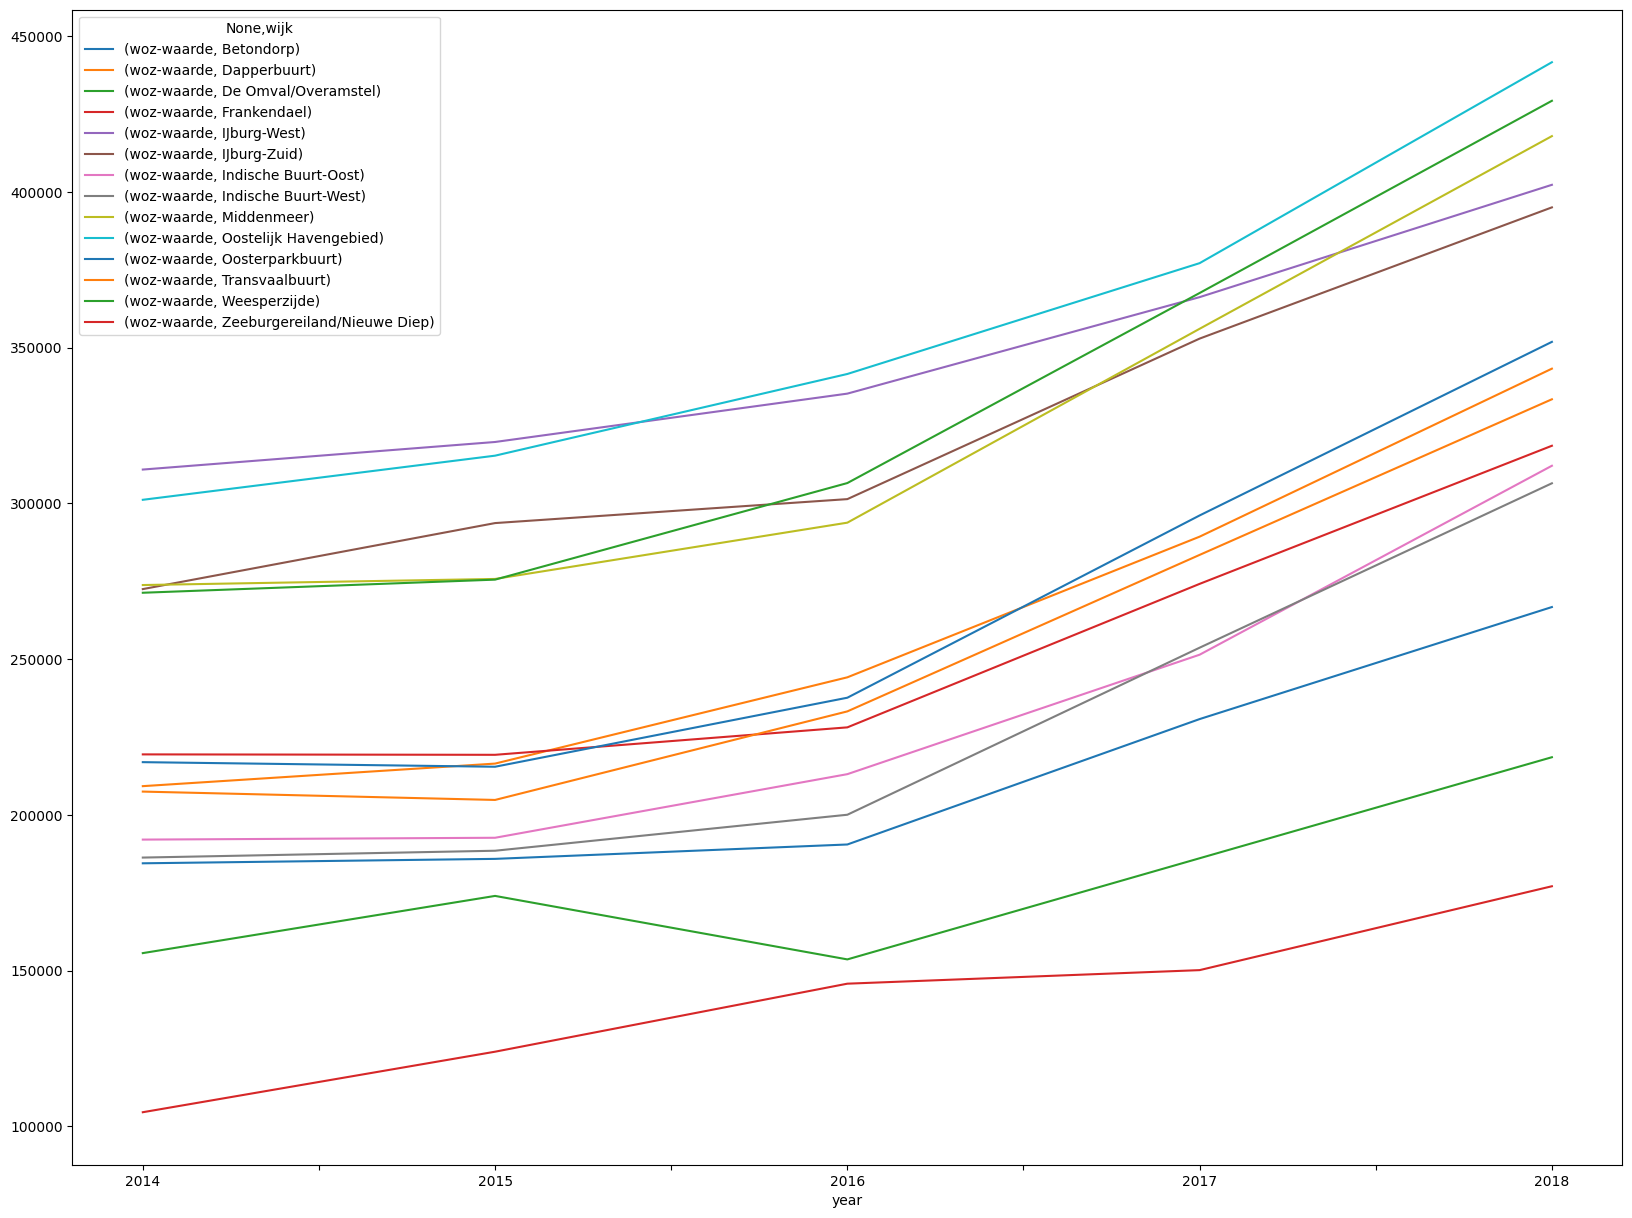 None,wijk
(woz-waarde, Betondorp)
(woz-waarde, Dapperbuurt)
(woz-waarde, De Omval/Overamstel)
(woz-waarde, Frankendael)
(woz-waarde, IJburg-West)
(woz-waarde, IJburg-Zuid)
(woz-waarde, Indische Buurt-Oost)
(woz-waarde, Indische Buurt-West)
(woz-waarde, Middenmeer)
(woz-waarde, Oostelijk Havengebied)
(woz-waarde, Oosterparkbuurt)
(woz-waarde, Transvaalbuurt)
(woz-waarde, Weesperzijde)
(woz-waarde, Zeeburgereiland/Nieuwe Diep)
450000
400000
350000
300000
250000
200000
150000
100000
2014 2015 2016 2017 2018
year